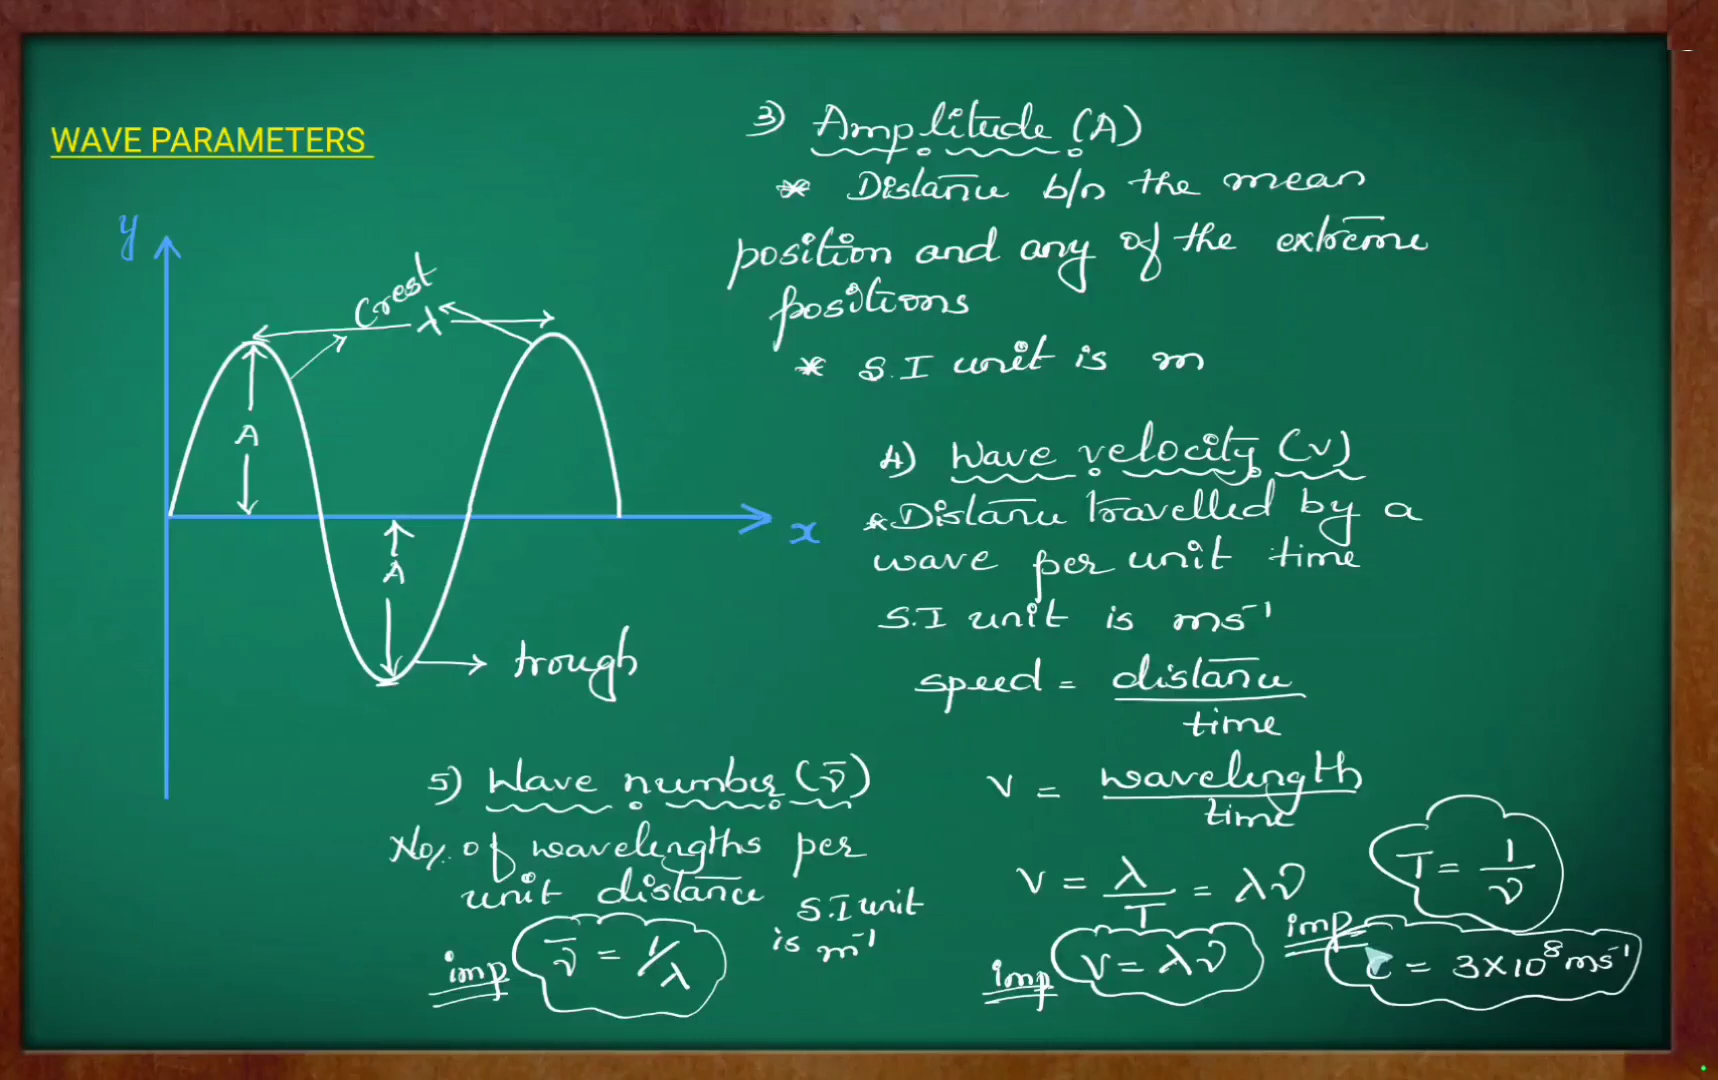 WAVE PARAMETERS
y
Crest
λ
A
A
x
trough
3) Amplitude (A)
* Distance b/n the mean
position and any of the extreme
positions
* S.I unit is m
4) Wave velocity (v)
* Distance travelled by a
wave per unit time
S.I unit is ms⁻¹
speed = distance / time
v = wavelength / time
v = λ / T = λν
T = 1 / ν
imp v = λν
imp c = 3×10⁸ ms⁻¹
5) Wave number (ν̅)
No/. of wavelengths per
unit distance
S.I unit
is m⁻¹
imp ν̅ = 1/λ